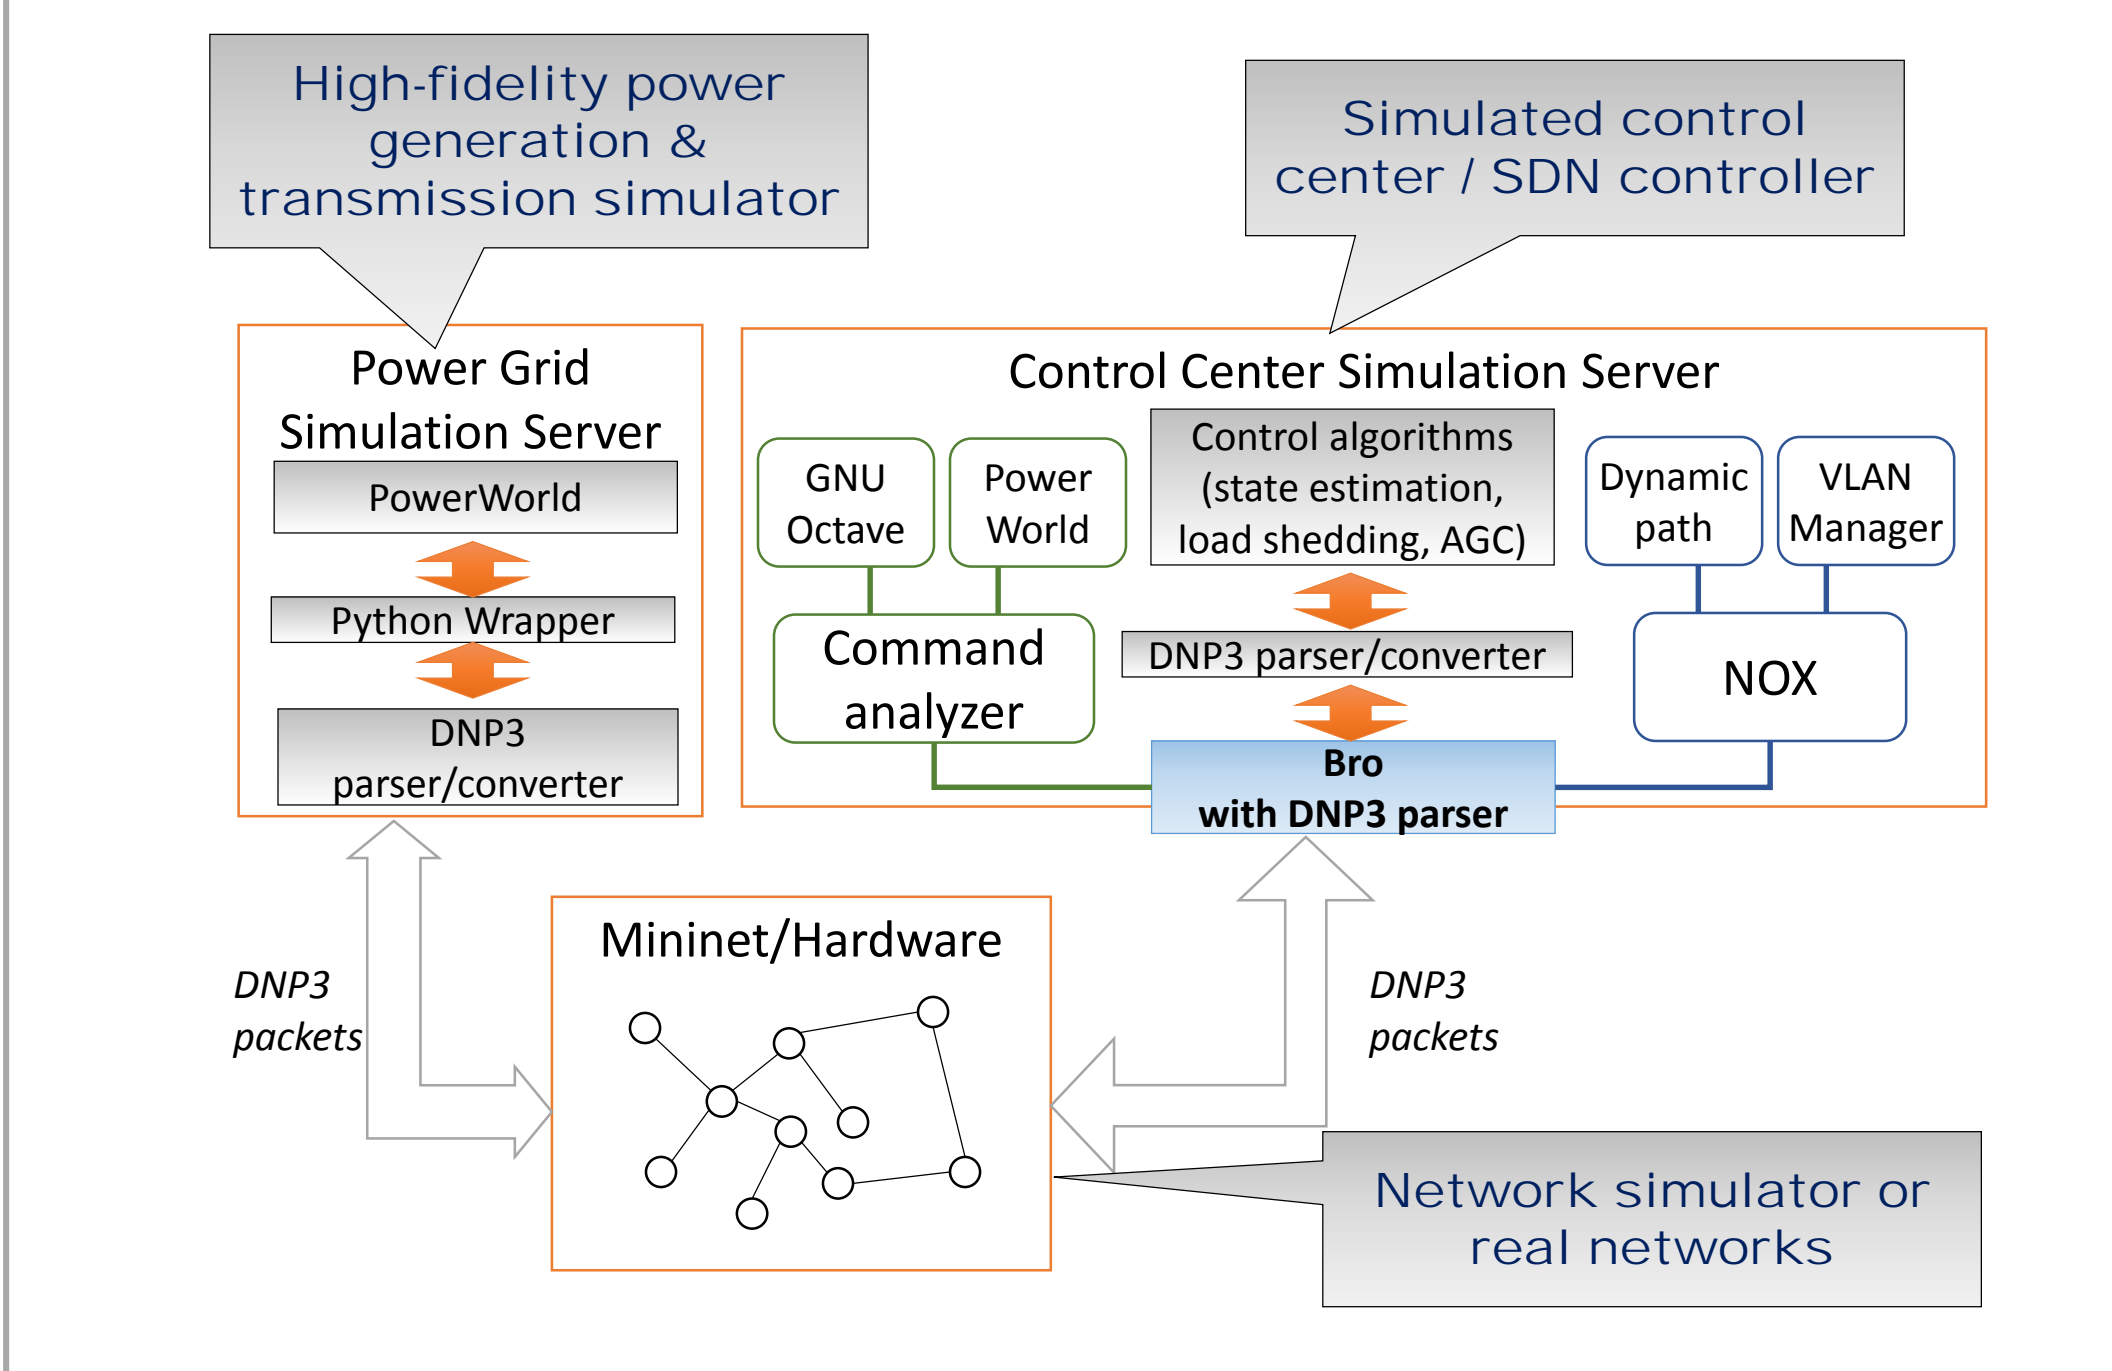 High-fidelity power
generation &
transmission simulator
Simulated control
center / SDN controller
Power Grid
Simulation Server
PowerWorld
Python Wrapper
DNP3
parser/converter
Control Center Simulation Server
GNU
Octave
Power
World
Control algorithms
(state estimation,
load shedding, AGC)
Dynamic
path
VLAN
Manager
Command
analyzer
DNP3 parser/converter
NOX
Bro
with DNP3 parser
Mininet/Hardware
DNP3
packets
DNP3
packets
Network simulator or
real networks